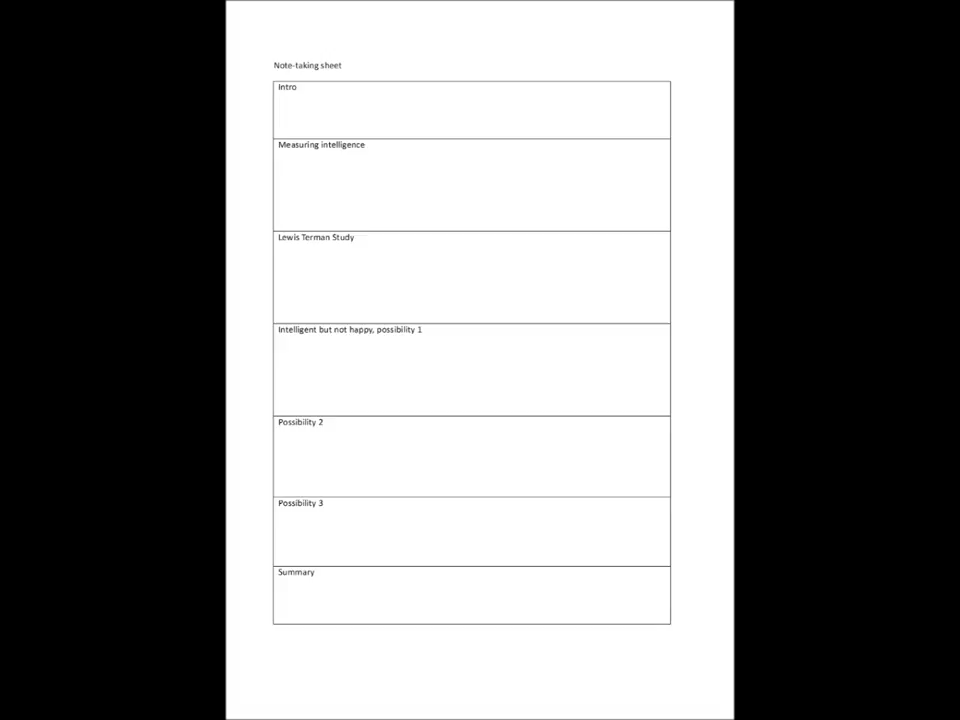 Note-taking sheet
Intro
Measuring intelligence
Lewis Terman Study
Intelligent but not happy, possibility 1
Possibility 2
Possibility 3
Summary